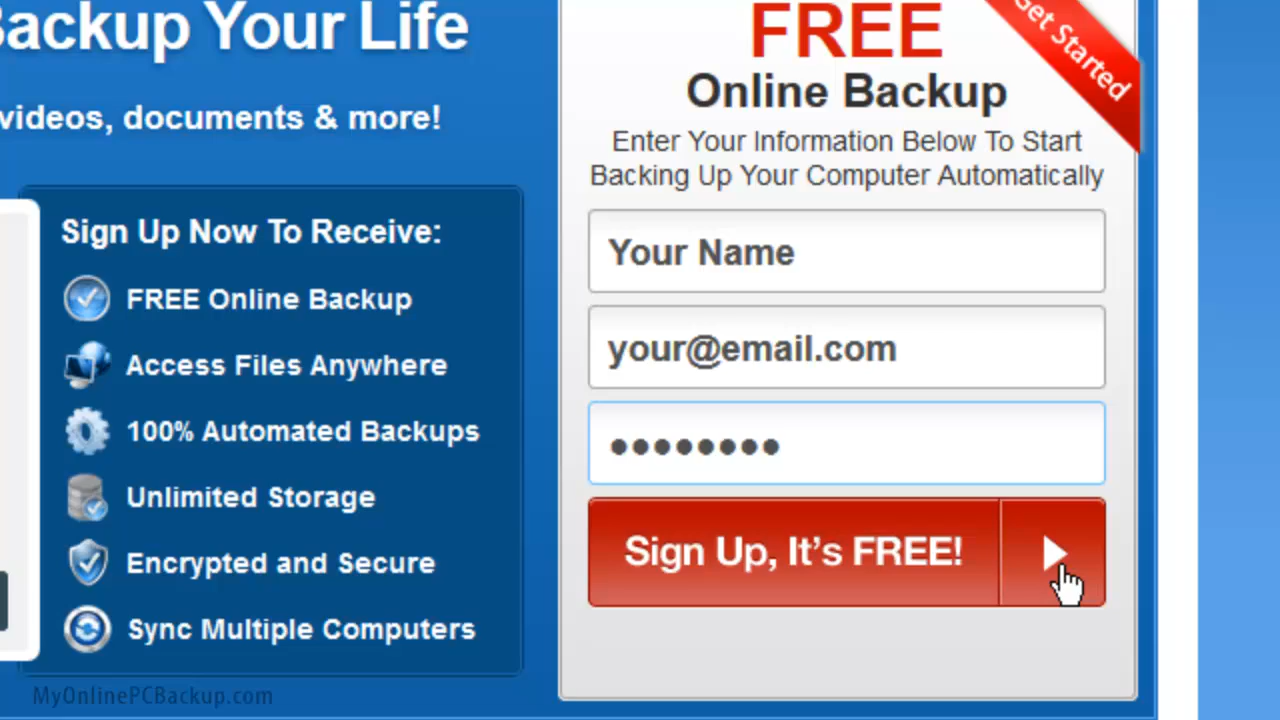 Backup Your Life
videos, documents & more!
Sign Up Now To Receive:
FREE Online Backup
Access Files Anywhere
100% Automated Backups
Unlimited Storage
Encrypted and Secure
Sync Multiple Computers
MyOnlinePCBackup.com
Get Started
FREE
Online Backup
Enter Your Information Below To Start
Backing Up Your Computer Automatically
Your Name
your@email.com
••••••••
Sign Up, It's FREE!